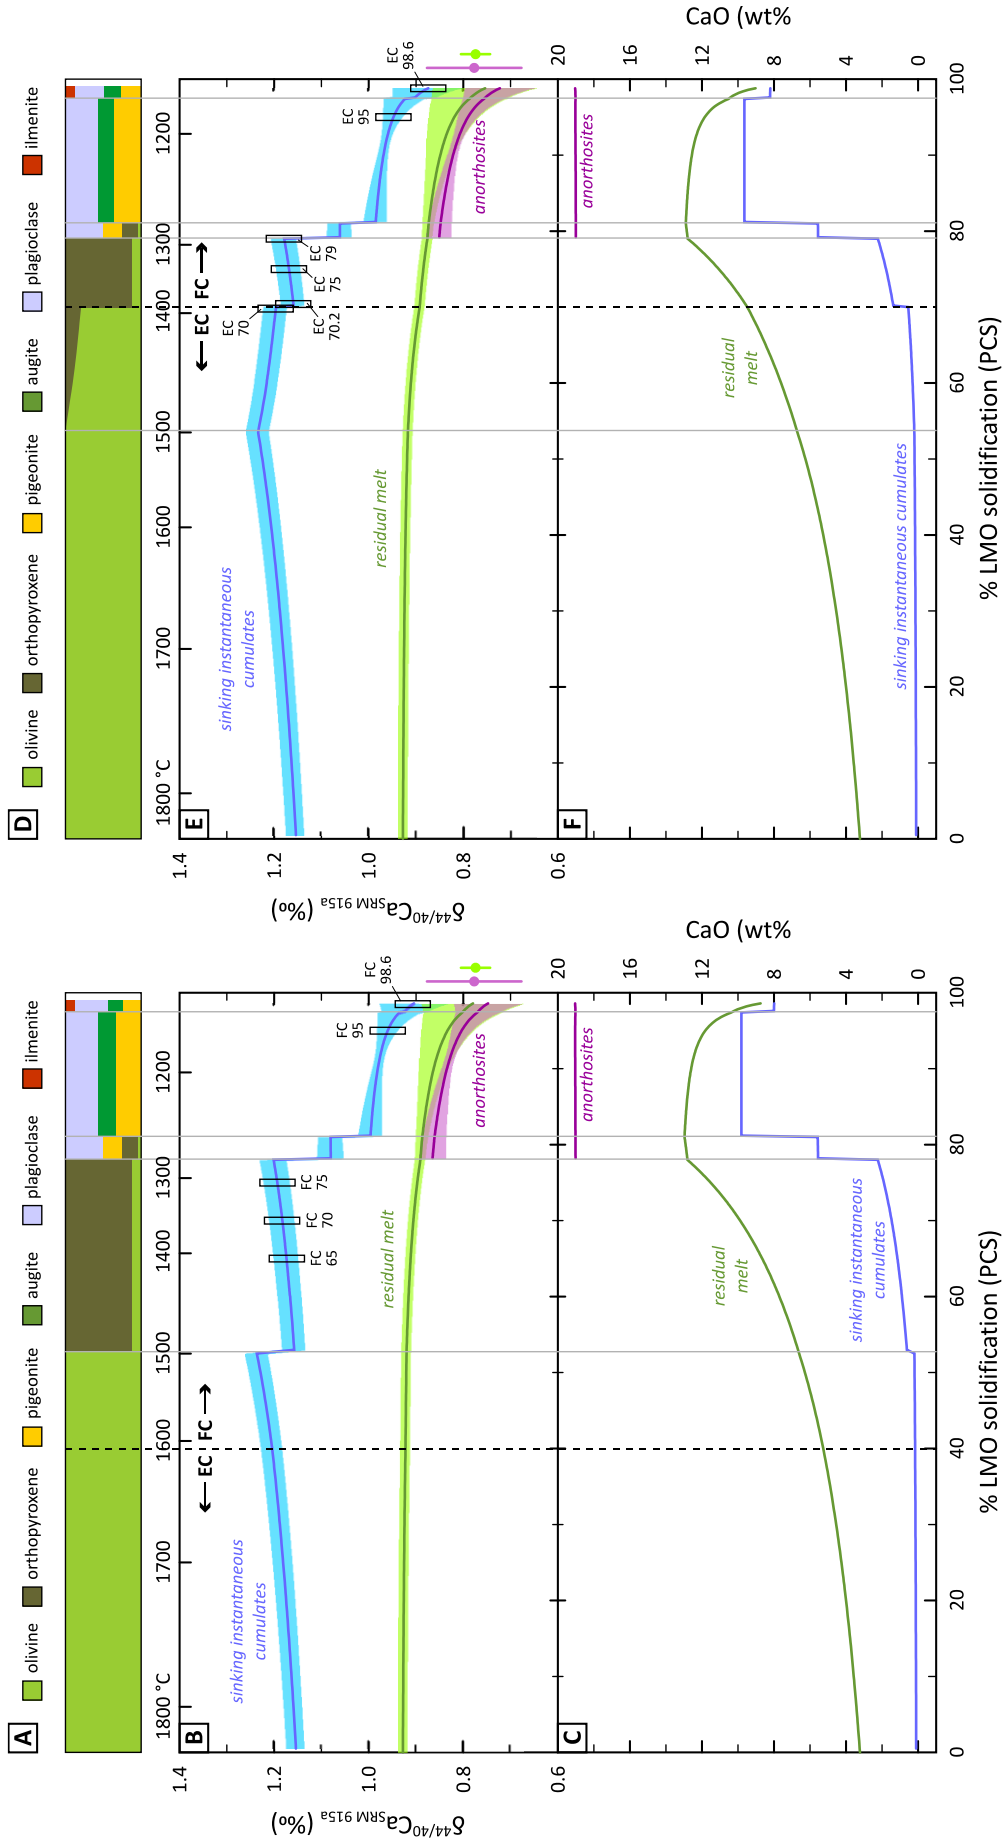 A
olivine
orthopyroxene
pigeonite
augite
plagioclase
ilmenite
1800 °C
1700
1600
1500
1400
1300
1200
B
← EC FC →
sinking instantaneous
cumulates
residual melt
anorthosites
FC
65
FC
70
FC
75
FC
95
FC
98.6
1.4
1.2
1.0
0.8
0.6
δ44/40CaSRM 915a (‰)
C
anorthosites
residual
melt
sinking instantaneous
cumulates
20
16
12
8
4
0
CaO (wt%
0
20
40
60
80
100
% LMO solidification (PCS)
D
olivine
orthopyroxene
pigeonite
augite
plagioclase
ilmenite
1800 °C
1700
1600
1500
1400
1300
1200
E
← EC FC →
sinking instantaneous
cumulates
residual melt
anorthosites
EC
70
EC
70.2
EC
75
EC
79
EC
95
EC
98.6
1.4
1.2
1.0
0.8
0.6
δ44/40CaSRM 915a (‰)
F
anorthosites
residual
melt
sinking instantaneous cumulates
20
16
12
8
4
0
CaO (wt%
0
20
40
60
80
100
% LMO solidification (PCS)